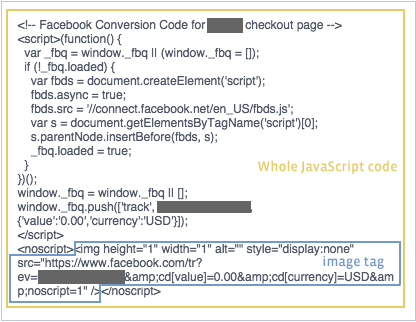 <!-- Facebook Conversion Code for checkout page -->
<script>(function() {
var _fbq = window._fbq || (window._fbq = []);
if (!_fbq.loaded) {
var fbds = document.createElement('script');
fbds.async = true;
fbds.src = '//connect.facebook.net/en_US/fbds.js';
var s = document.getElementsByTagName('script')[0];
s.parentNode.insertBefore(fbds, s);
_fbq.loaded = true;
}
Whole JavaScript code
})();
window._fbq = window._fbq || [];
window._fbq.push(['track',
{'value':'0.00','currency':'USD'}]);
</script>
<noscript><img height="1" width="1" alt="" style="display:none"
src="https://www.facebook.com/tr?
image tag
ev= &amp;cd[value]=0.00&amp;cd[currency]=USD&am
p;noscript=1" /></noscript>